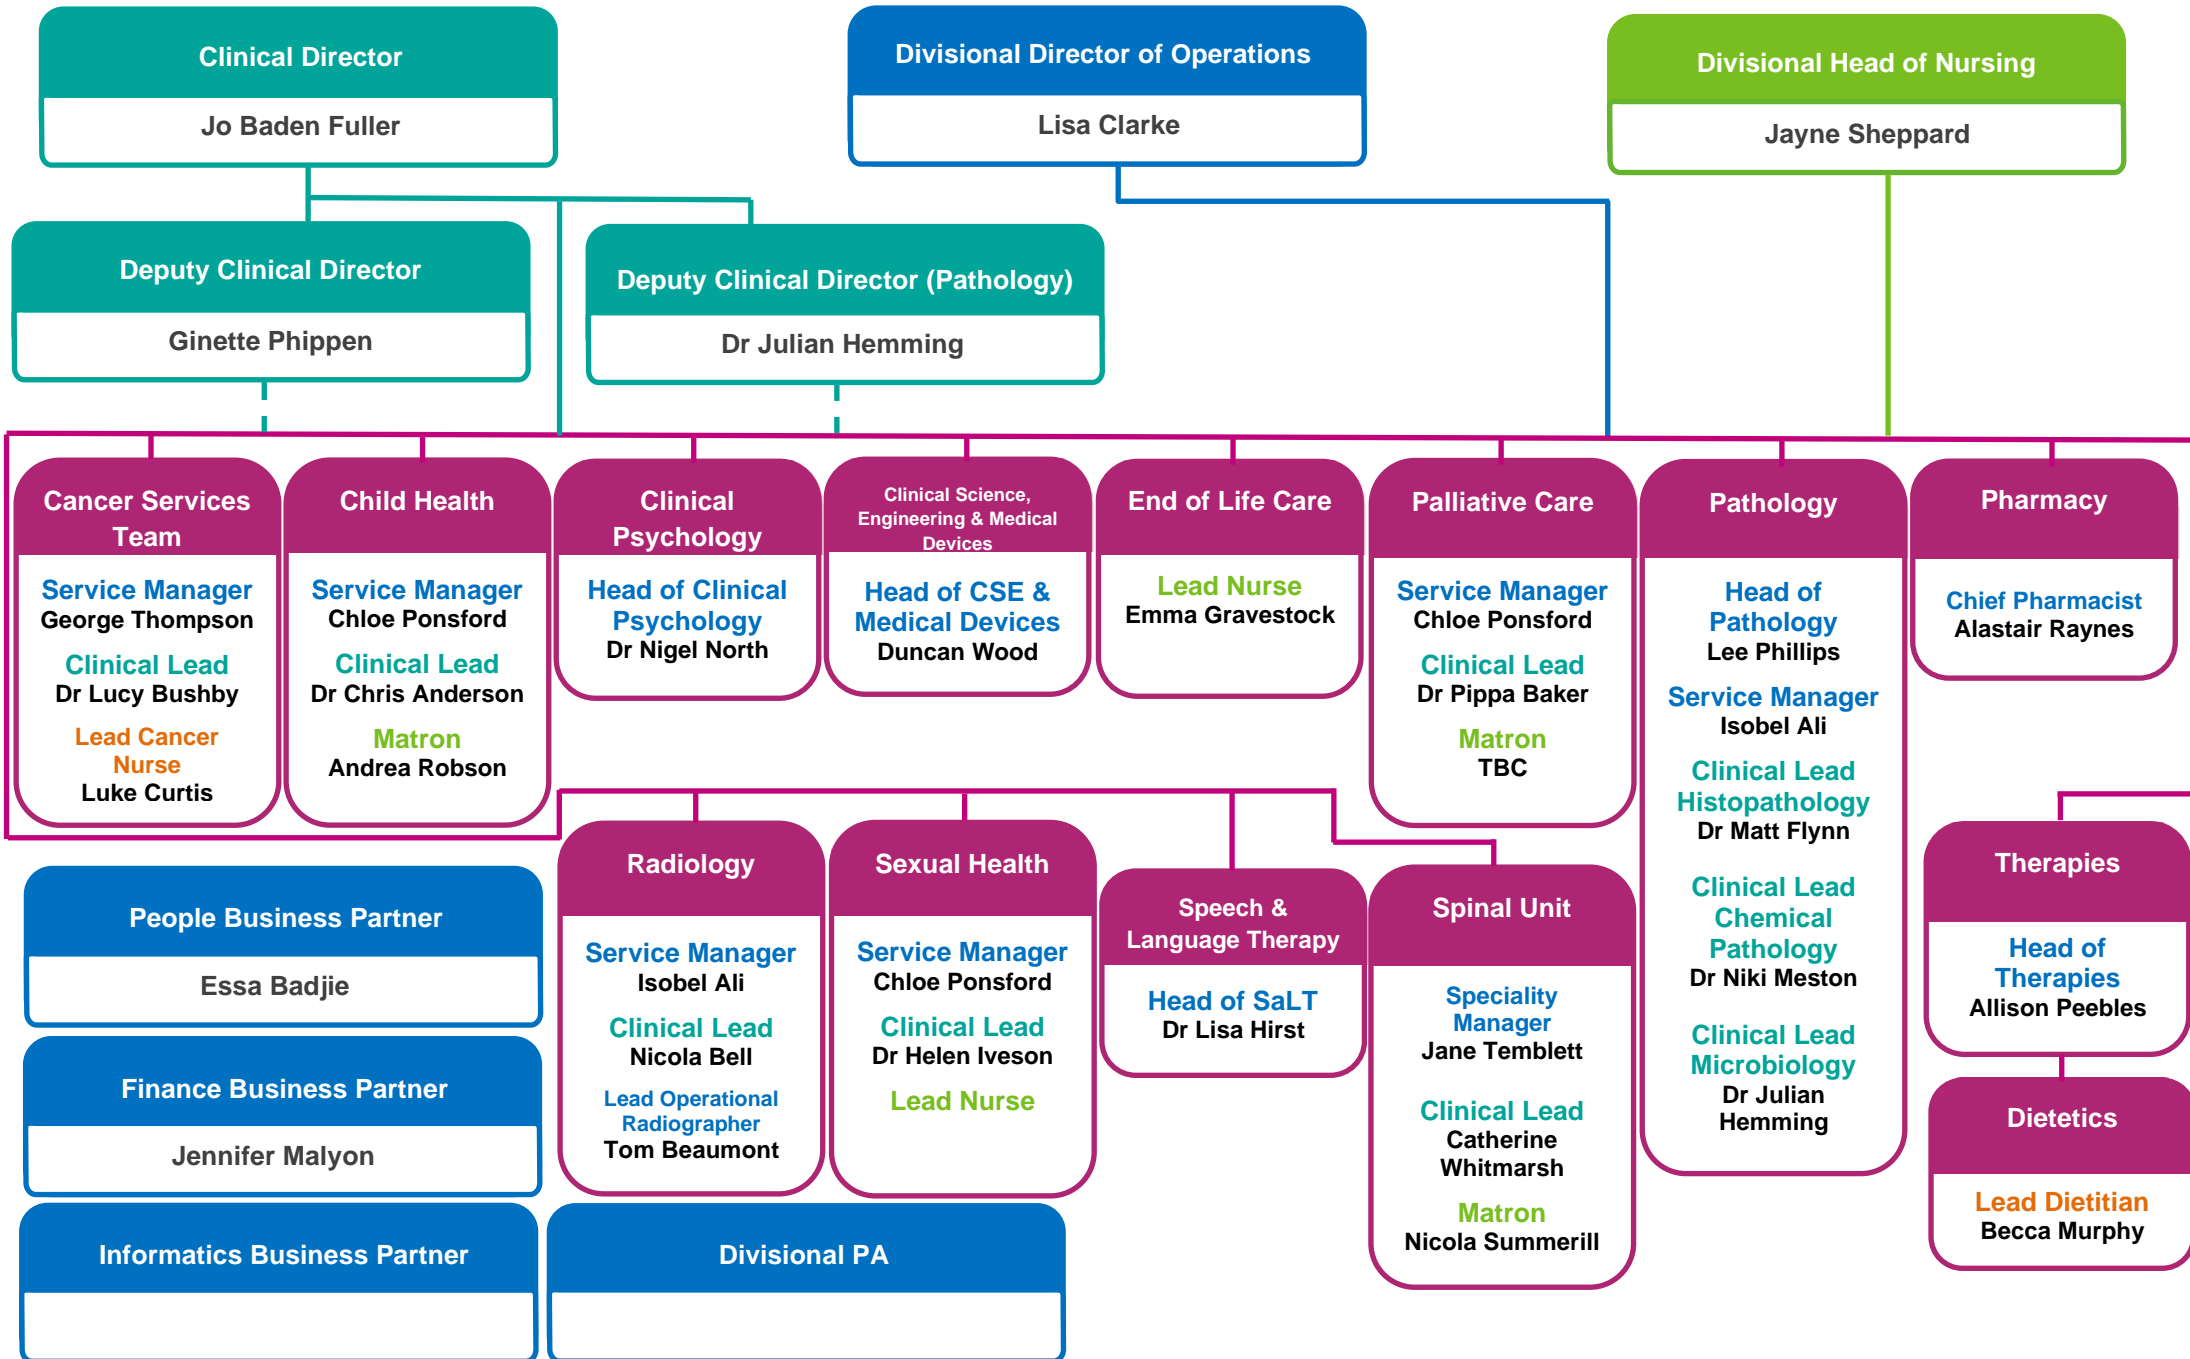 Clinical Director
Jo Baden Fuller
Divisional Director of Operations
Lisa Clarke
Divisional Head of Nursing
Jayne Sheppard
Deputy Clinical Director
Ginette Phippen
Deputy Clinical Director (Pathology)
Dr Julian Hemming
Cancer Services
Team
Service Manager
George Thompson
Clinical Lead
Dr Lucy Bushby
Lead Cancer
Nurse
Luke Curtis
Child Health
Service Manager
Chloe Ponsford
Clinical Lead
Dr Chris Anderson
Matron
Andrea Robson
Clinical
Psychology
Head of Clinical
Psychology
Dr Nigel North
Clinical Science,
Engineering & Medical
Devices
Head of CSE &
Medical Devices
Duncan Wood
End of Life Care
Lead Nurse
Emma Gravestock
Palliative Care
Service Manager
Chloe Ponsford
Clinical Lead
Dr Pippa Baker
Matron
TBC
Pathology
Head of
Pathology
Lee Phillips
Service Manager
Isobel Ali
Clinical Lead
Histopathology
Dr Matt Flynn
Clinical Lead
Chemical
Pathology
Dr Niki Meston
Clinical Lead
Microbiology
Dr Julian
Hemming
Pharmacy
Chief Pharmacist
Alastair Raynes
Radiology
Service Manager
Isobel Ali
Clinical Lead
Nicola Bell
Lead Operational
Radiographer
Tom Beaumont
Sexual Health
Service Manager
Chloe Ponsford
Clinical Lead
Dr Helen Iveson
Lead Nurse
Speech &
Language Therapy
Head of SaLT
Dr Lisa Hirst
Spinal Unit
Speciality
Manager
Jane Temblett
Clinical Lead
Catherine
Whitmarsh
Matron
Nicola Summerill
Therapies
Head of
Therapies
Allison Peebles
Dietetics
Lead Dietitian
Becca Murphy
People Business Partner
Essa Badjie
Finance Business Partner
Jennifer Malyon
Informatics Business Partner
Divisional PA